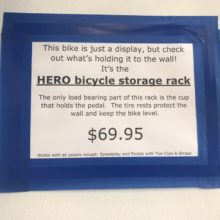 This bike is just a display, but check
out what's holding it to the wall!
It's the
HERO bicycle storage rack
The only load bearing part of this rack is the cup
that holds the pedal. The tire rests protect the
wall and keep the bike level.
$69.95
Works with all pedals except: Speedplay and Pedals with Toe Clips & Straps